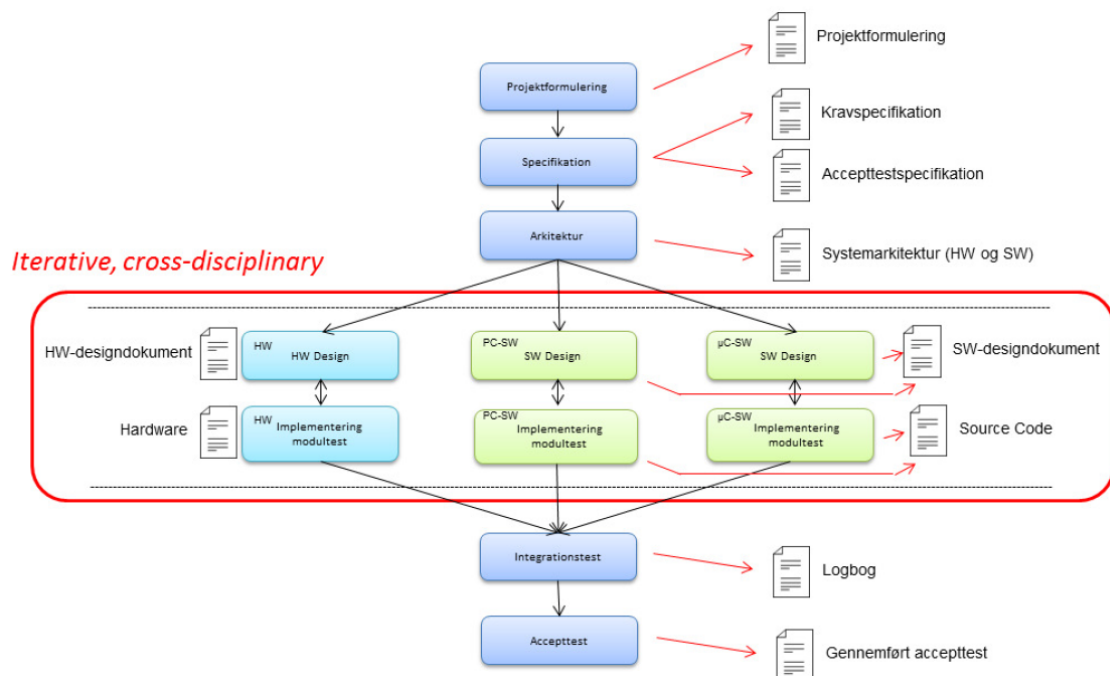 Projektformulering
Projektformulering
Kravspecifikation
Specifikation
Accepttestspecifikation
Arkitektur
Systemarkitektur (HW og SW)
Iterative, cross-disciplinary
HW-designdokument
HW
HW Design
PC-SW
SW Design
µC-SW
SW Design
SW-designdokument
Hardware
HW
Implementering
modultest
PC-SW
Implementering
modultest
µC-SW
Implementering
modultest
Source Code
Integrationstest
Logbog
Accepttest
Gennemført accepttest